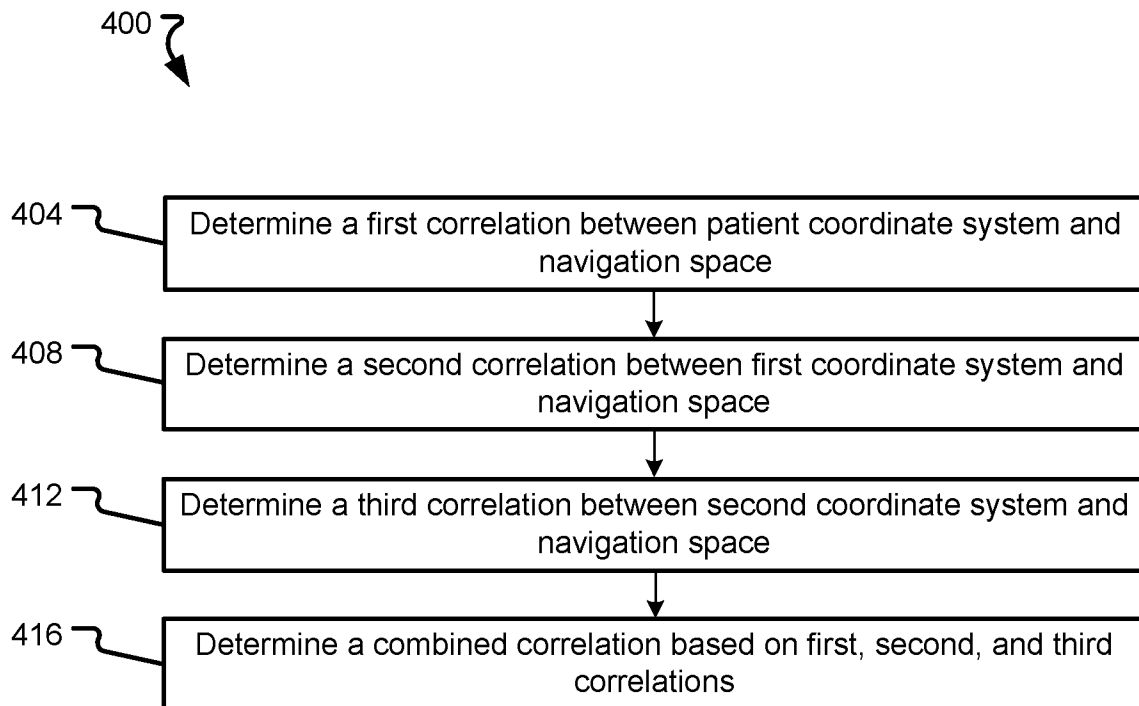 400
404
Determine a first correlation between patient coordinate system and
navigation space
408
Determine a second correlation between first coordinate system and
navigation space
412
Determine a third correlation between second coordinate system and
navigation space
416
Determine a combined correlation based on first, second, and third
correlations